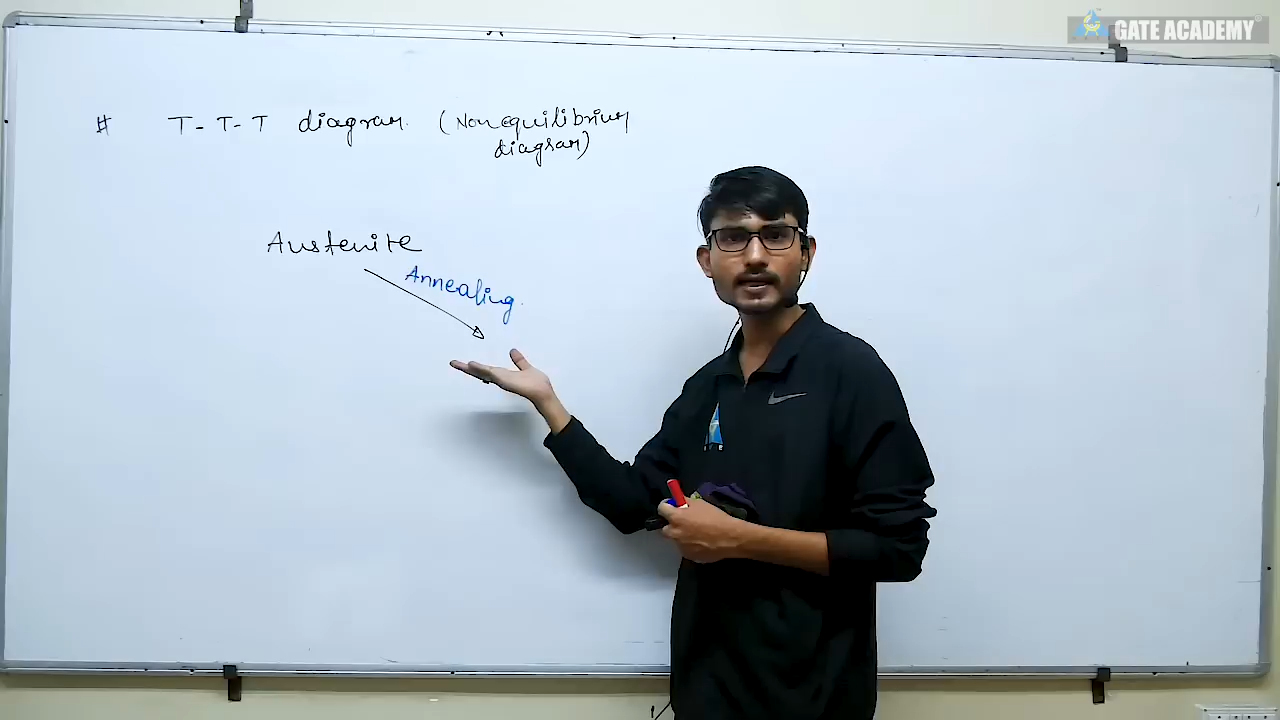 GATE ACADEMY
# T-T-T diagram. (Nonequilibrium
diagram)
Austenite
Annealing.